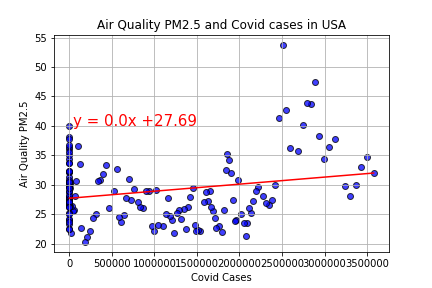 Air Quality PM2.5 and Covid cases in USA
55
50
45
40
35
30
25
20
y = 0.0x +27.69
Air Quality PM2.5
0 500000 1000000 1500000 2000000 2500000 3000000 3500000
Covid Cases